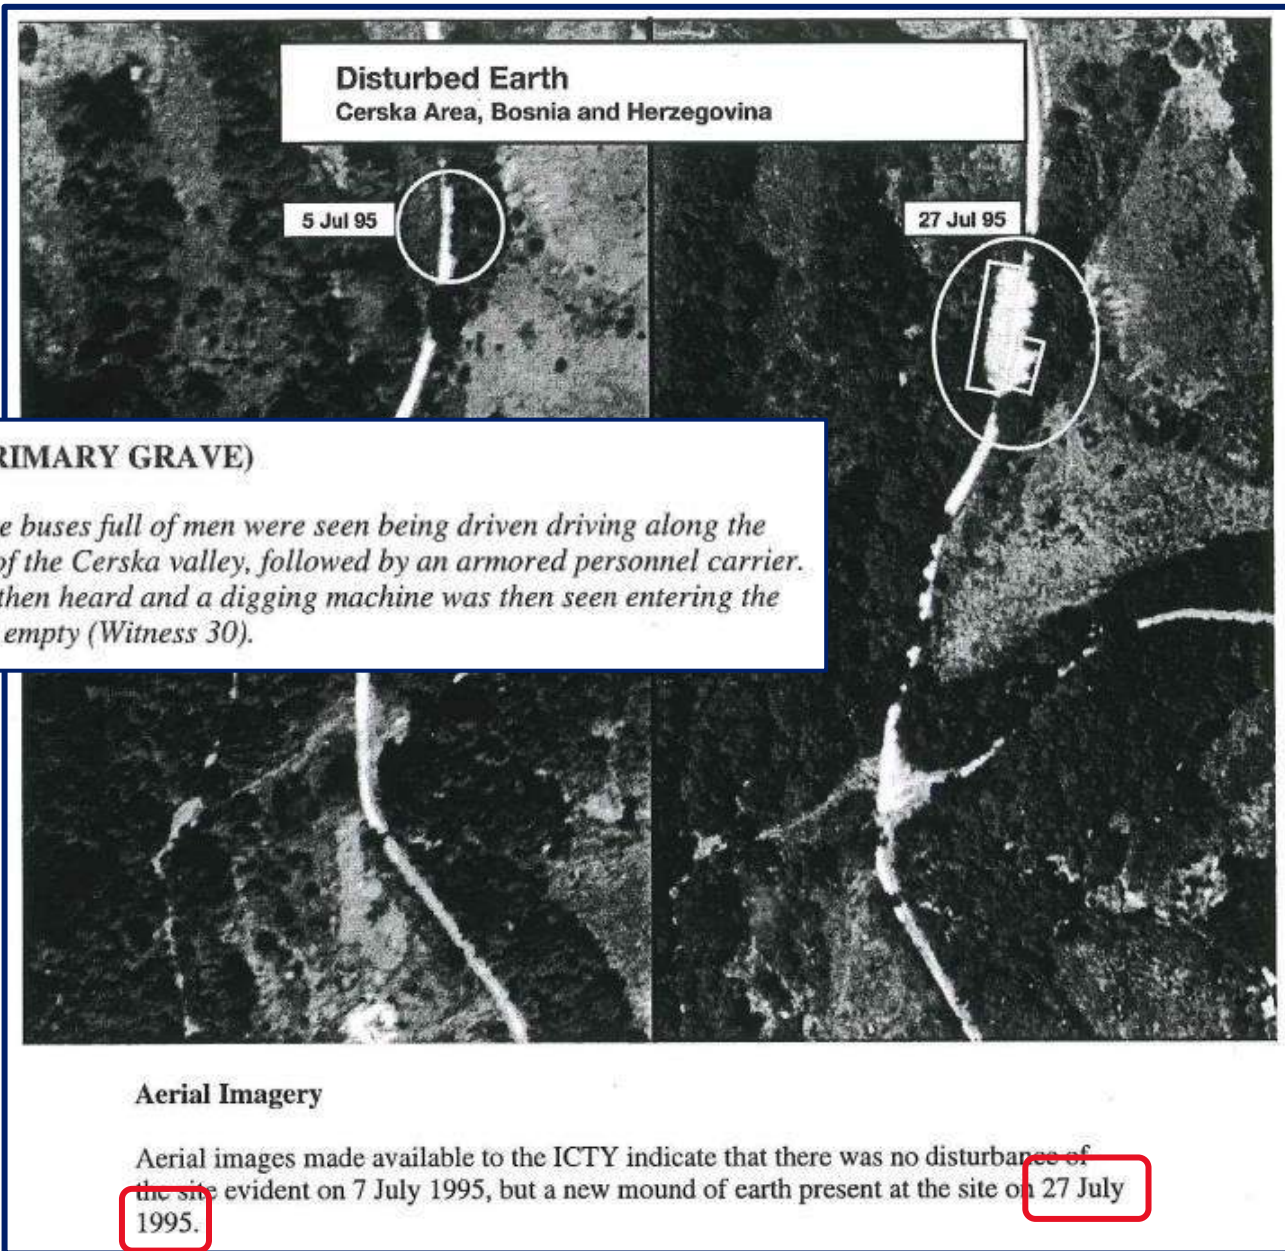 Disturbed Earth
Cerska Area, Bosnia and Herzegovina
5 Jul 95
27 Jul 95
RIMARY GRAVE)
e buses full of men were seen being driven driving along the
of the Cerska valley, followed by an armored personnel carrier.
then heard and a digging machine was then seen entering the
empty (Witness 30).
Aerial Imagery
Aerial images made available to the ICTY indicate that there was no disturbance of
the site evident on 7 July 1995, but a new mound of earth present at the site on 27 July
1995.